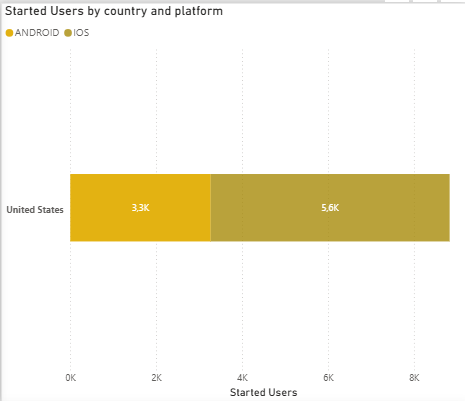 Started Users by country and platform
ANDROID IOS
United States 3,3K 5,6K
0K 2K 4K 6K 8K
Started Users